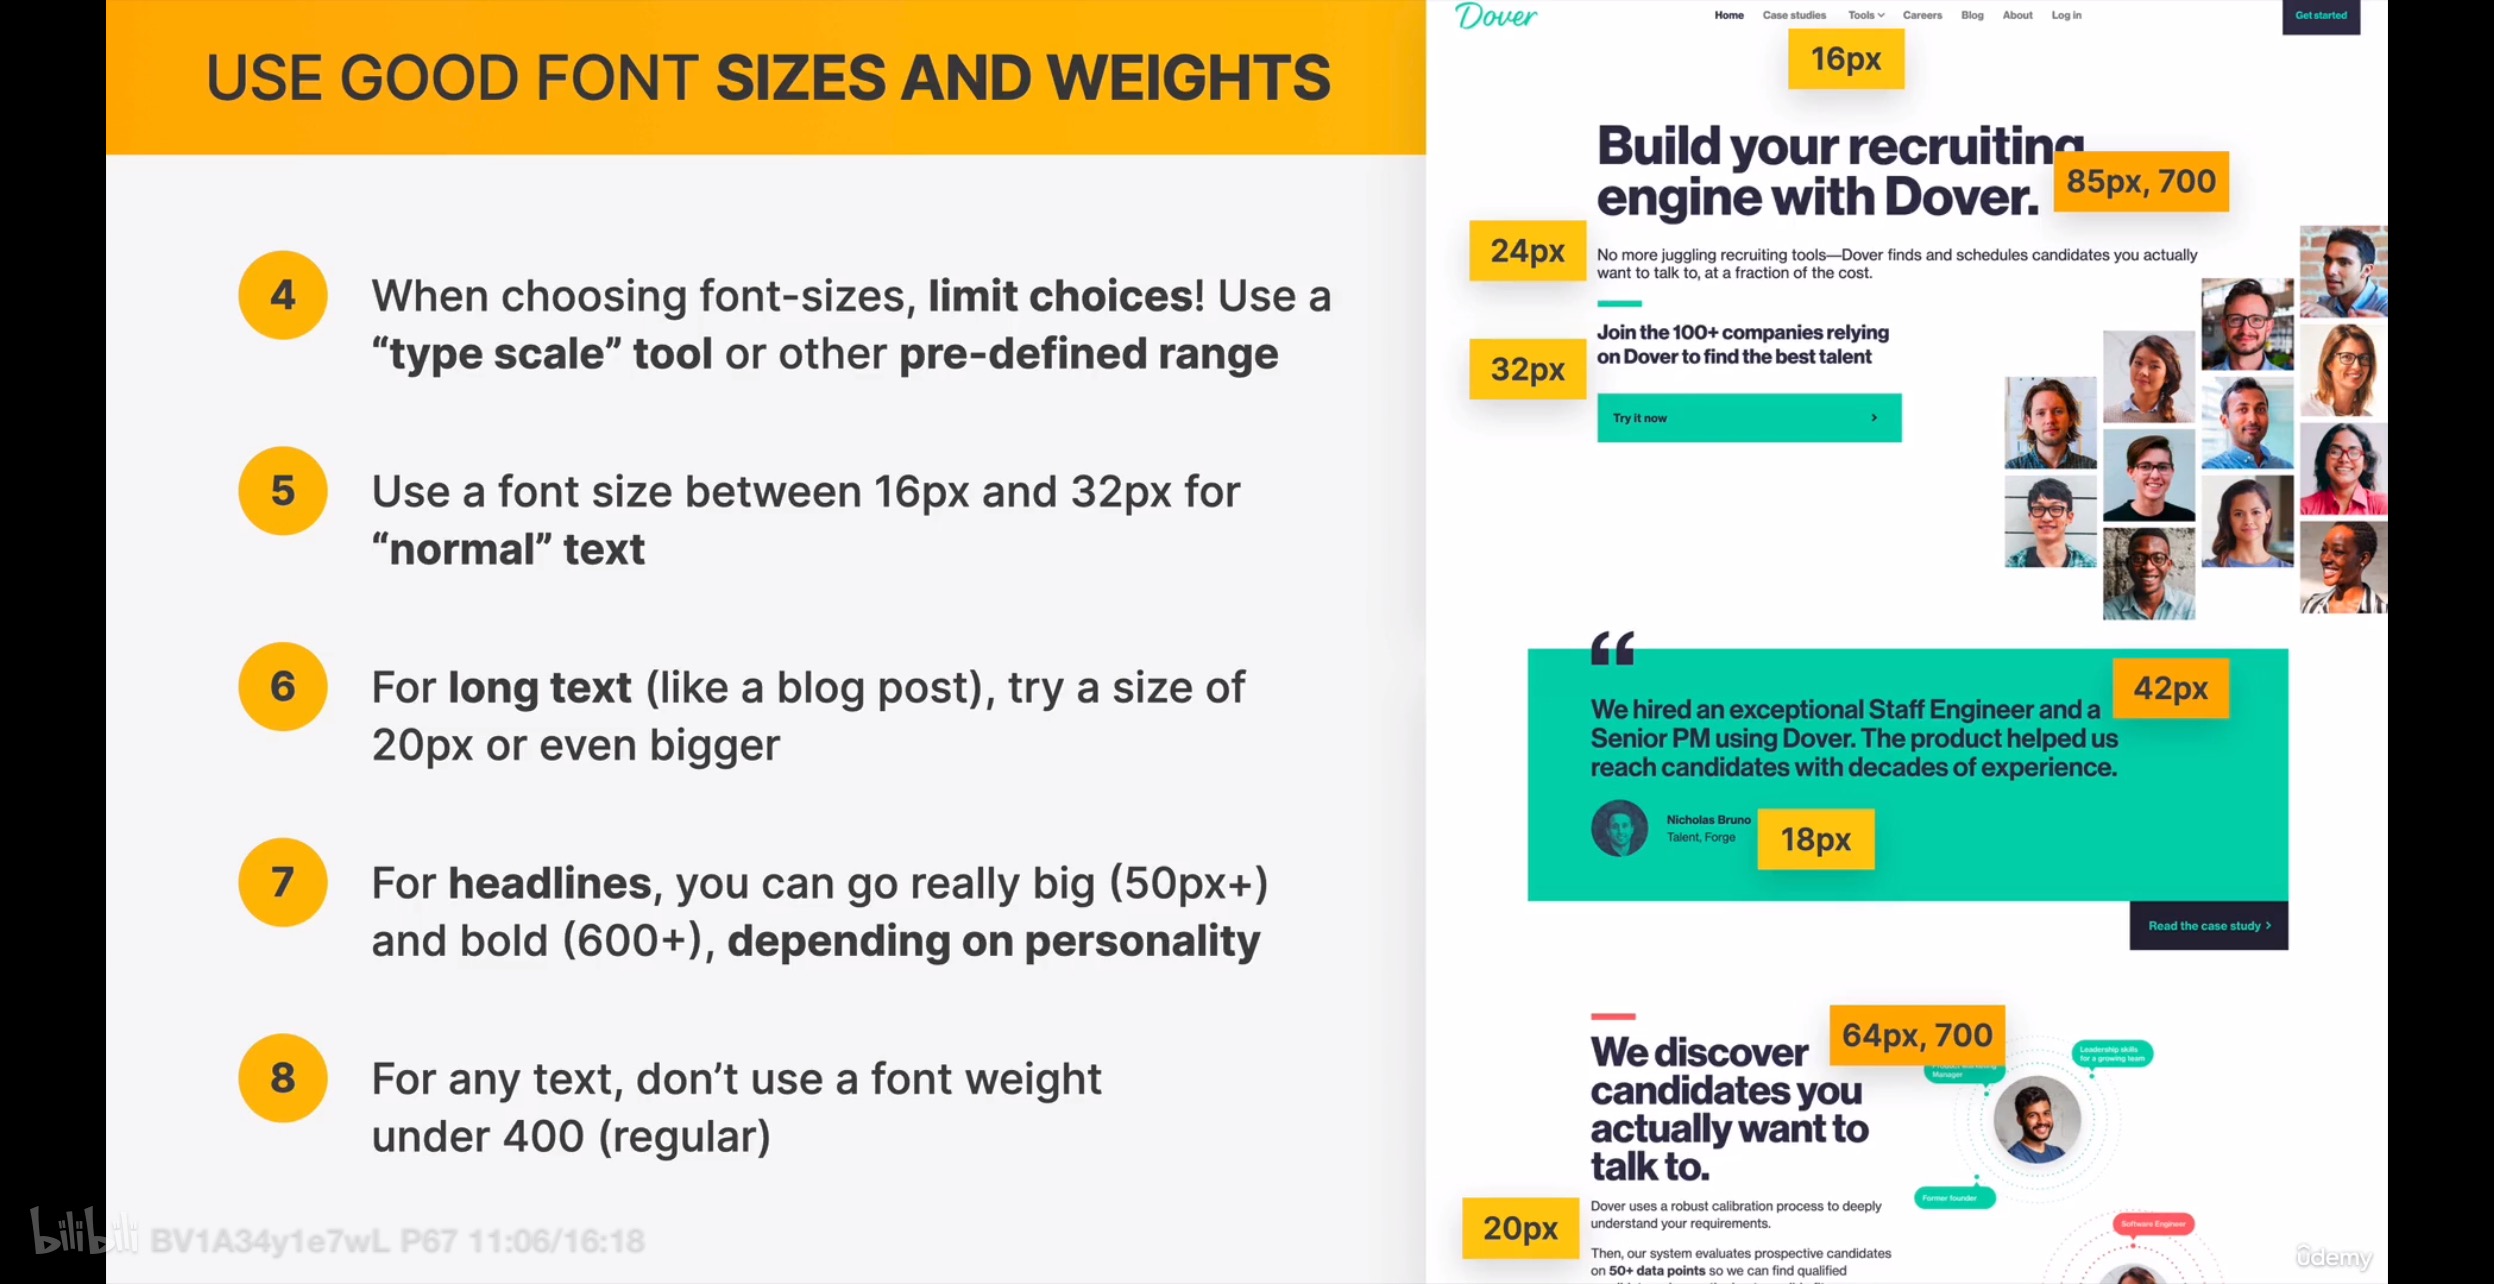 USE GOOD FONT SIZES AND WEIGHTS
4
When choosing font-sizes, limit choices! Use a
“type scale” tool or other pre-defined range
5
Use a font size between 16px and 32px for
“normal” text
6
For long text (like a blog post), try a size of
20px or even bigger
7
For headlines, you can go really big (50px+)
and bold (600+), depending on personality
8
For any text, don’t use a font weight
under 400 (regular)
bilibili BV1A34y1e7wL P67 11:06/16:18
Dover
Home Case studies Tools Careers Blog About Log in
Get started
16px
Build your recruiting
engine with Dover.
85px, 700
24px
No more juggling recruiting tools—Dover finds and schedules candidates you actually
want to talk to, at a fraction of the cost.
32px
Join the 100+ companies relying
on Dover to find the best talent
Try it now
“
42px
We hired an exceptional Staff Engineer and a
Senior PM using Dover. The product helped us
reach candidates with decades of experience.
Nicholas Bruno
Talent, Forge
18px
Read the case study
64px, 700
We discover
candidates you
actually want to
talk to.
Leadership skills
for a growing team
Manager
Former founder
Software Engineer
20px
Dover uses a robust calibration process to deeply
understand your requirements.
Then, our system evaluates prospective candidates
on 50+ data points so we can find qualified
ûdemy